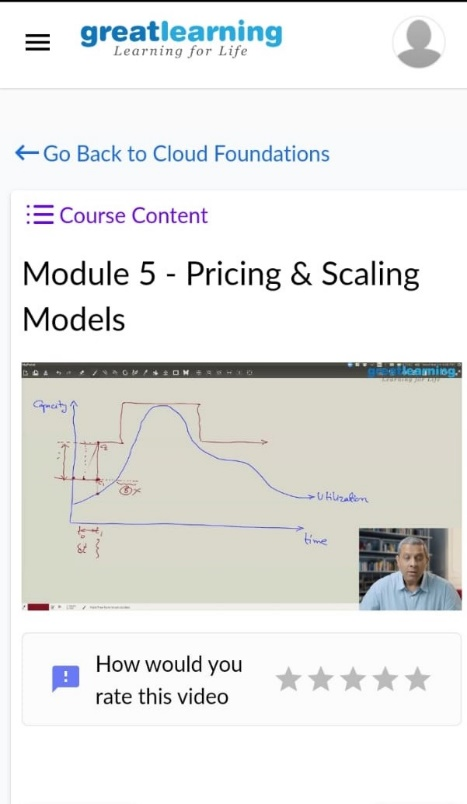 greatlearning
Learning for Life
Go Back to Cloud Foundations
Course Content
Module 5 - Pricing & Scaling
Models
greatlearning.
Learning for Life
Capacity
Utilization
time
δt
How would you
rate this video